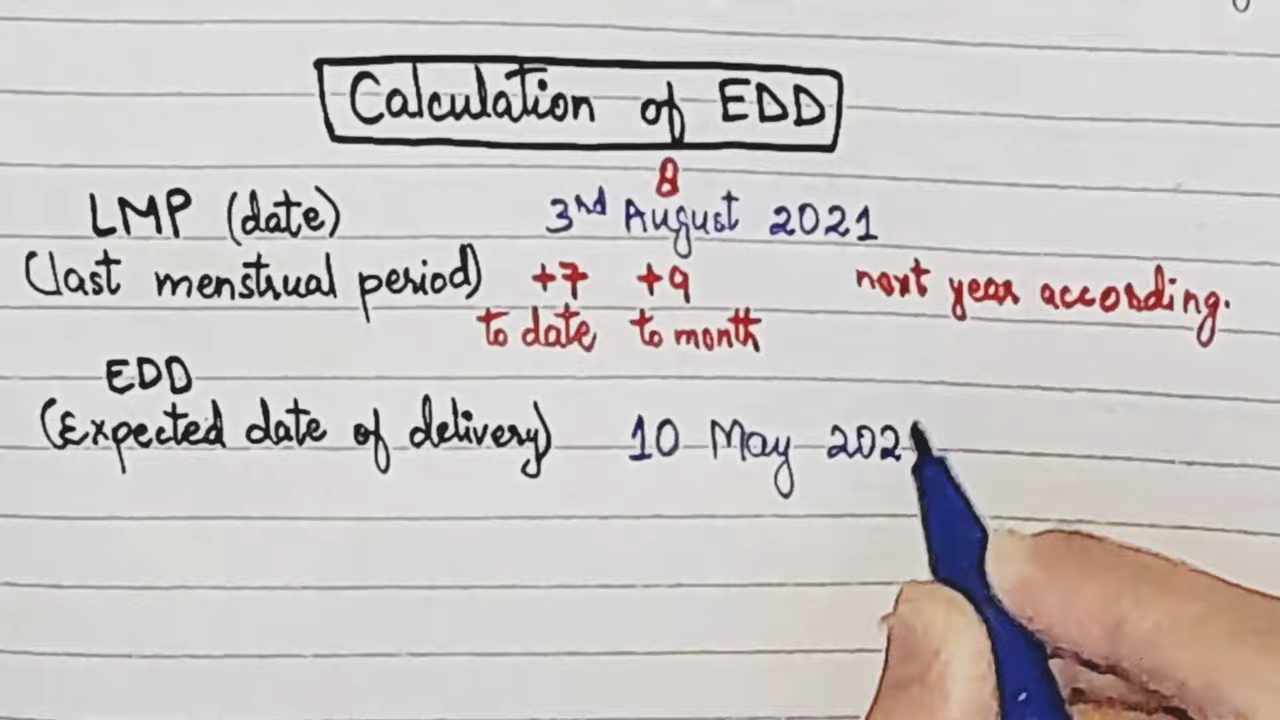 Calculation of EDD
8
LMP (date) 3rd August 2021
(last menstrual period) +7 +9 next year according.
to date to month
EDD
(Expected date of delivery) 10 May 202